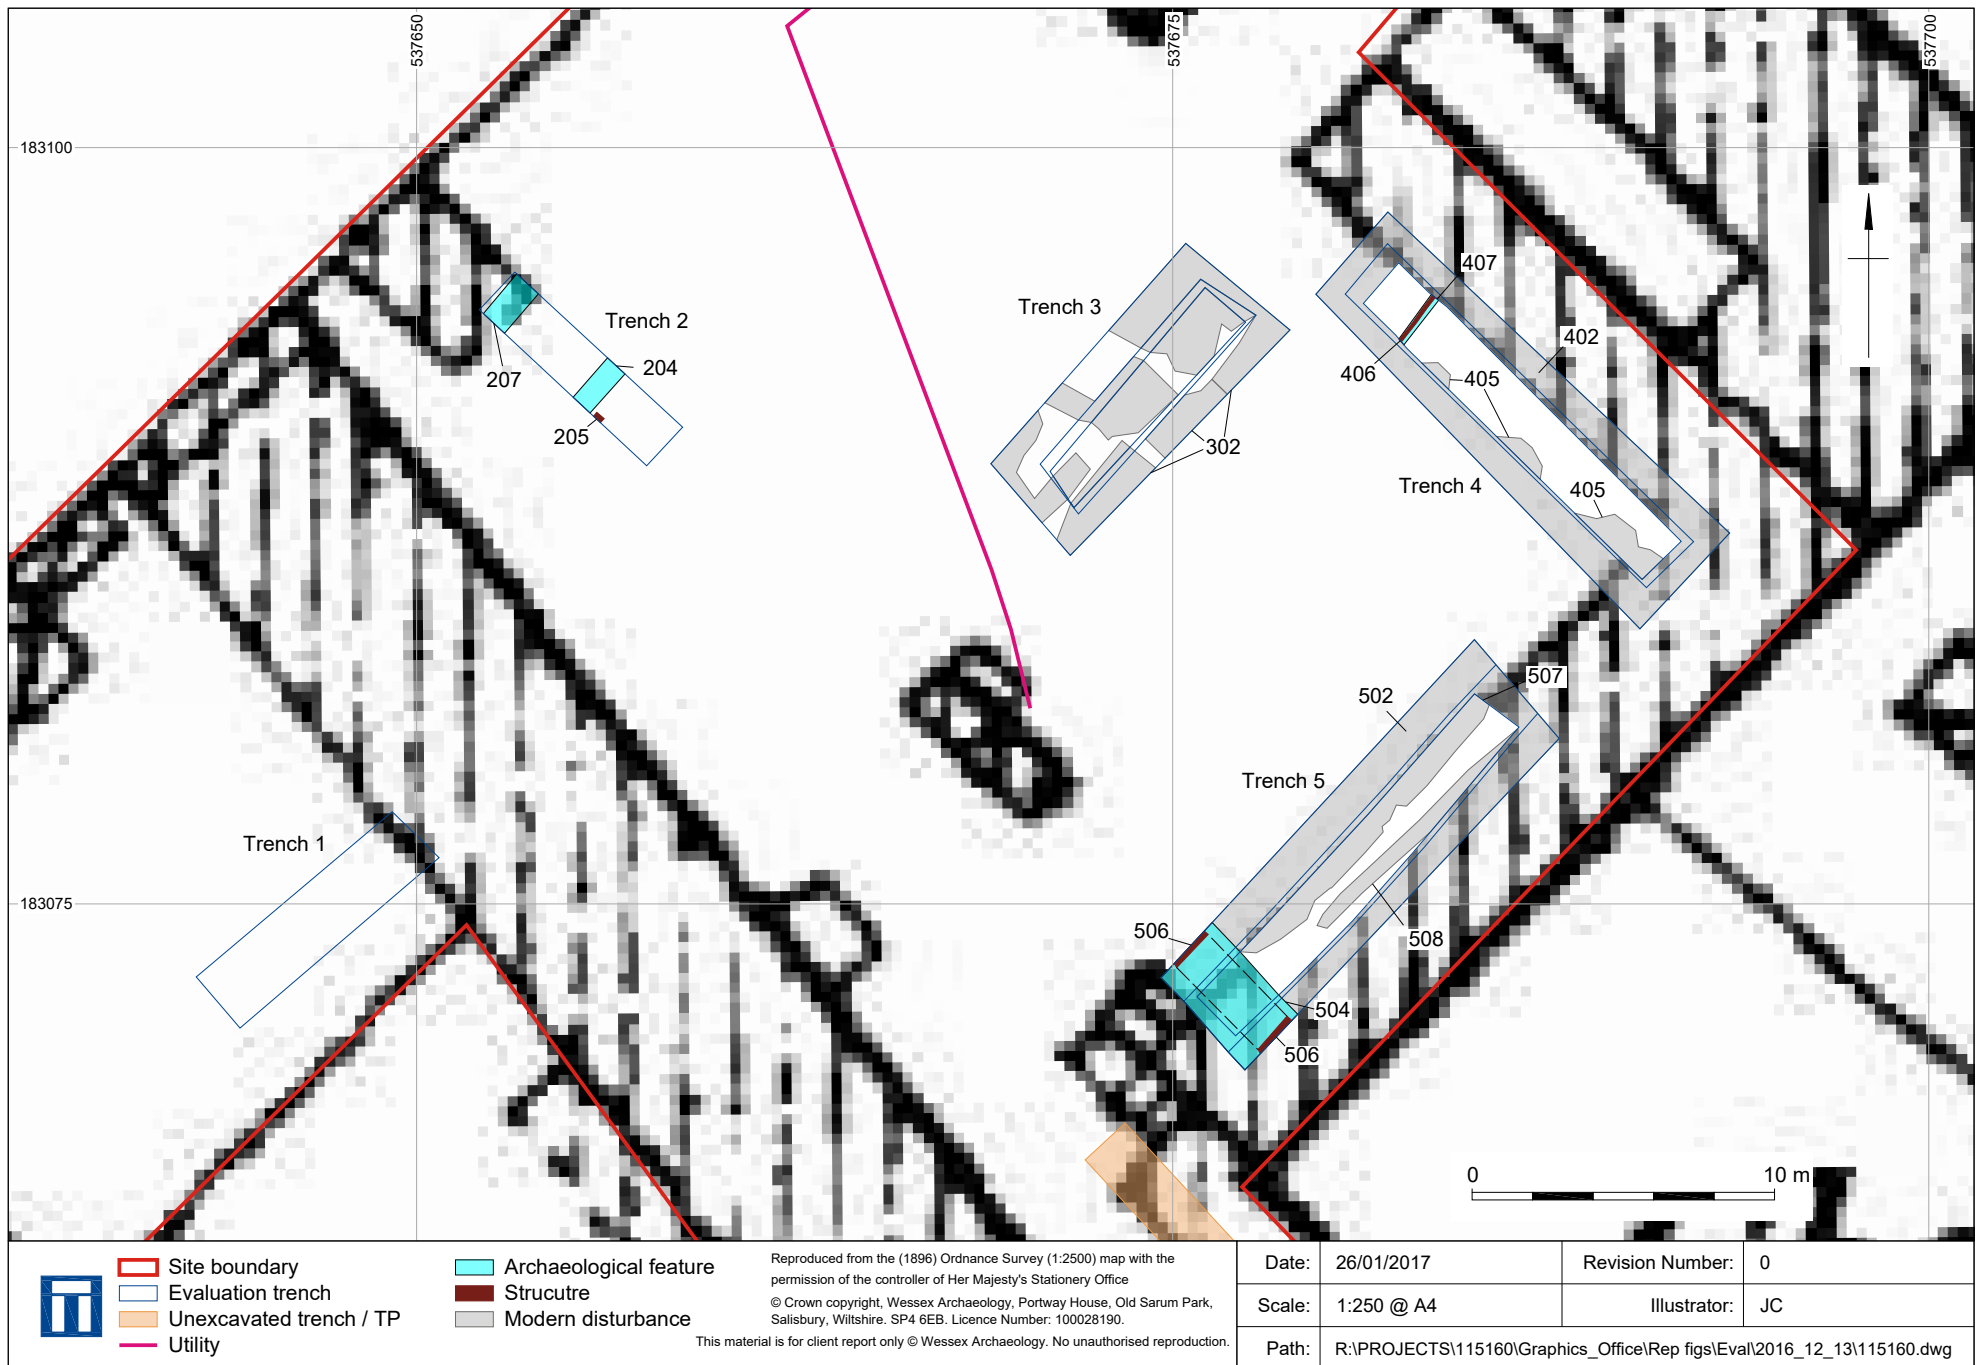 537650
537675
537700
183100
183075
Trench 2
204
207
205
Trench 3
302
407
402
406
405
405
Trench 4
Trench 1
502
507
Trench 5
506
508
504
506
0 10 m
Site boundary
Evaluation trench
Unexcavated trench / TP
Utility
Archaeological feature
Strucutre
Modern disturbance
Reproduced from the (1896) Ordnance Survey (1:2500) map with the
permission of the controller of Her Majesty's Stationery Office
© Crown copyright, Wessex Archaeology, Portway House, Old Sarum Park,
Salisbury, Wiltshire. SP4 6EB. Licence Number: 100028190.
This material is for client report only © Wessex Archaeology. No unauthorised reproduction.
Date: 26/01/2017 Revision Number: 0
Scale: 1:250 @ A4 Illustrator: JC
Path: R:\PROJECTS\115160\Graphics_Office\Rep figs\Eval\2016_12_13\115160.dwg